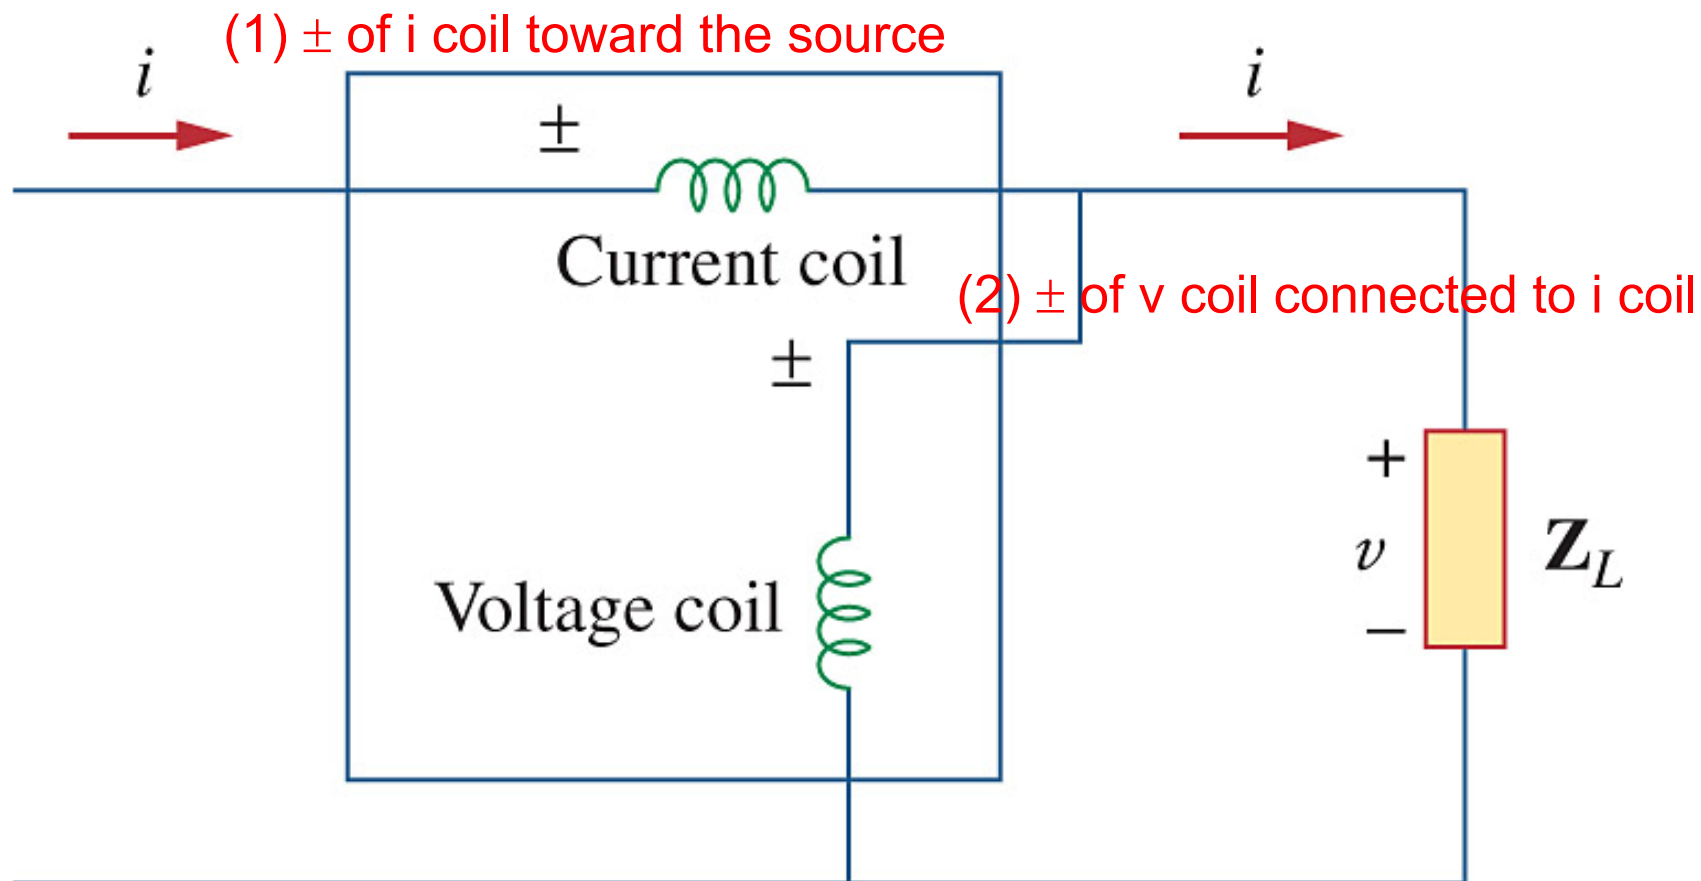 (1) ± of i coil toward the source
i
i
±
Current coil
(2) ± of v coil connected to i coil
±
+
v
−
Z_L
Voltage coil